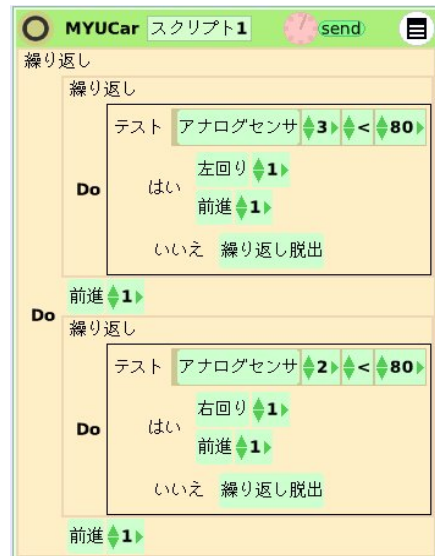 MYUCar スクリプト1 send
繰り返し
繰り返し
テスト アナログセンサ 3 < 80
左回り 1
Do はい
前進 1
いいえ 繰り返し脱出
前進 1
Do
繰り返し
テスト アナログセンサ 2 < 80
右回り 1
Do はい
前進 1
いいえ 繰り返し脱出
前進 1